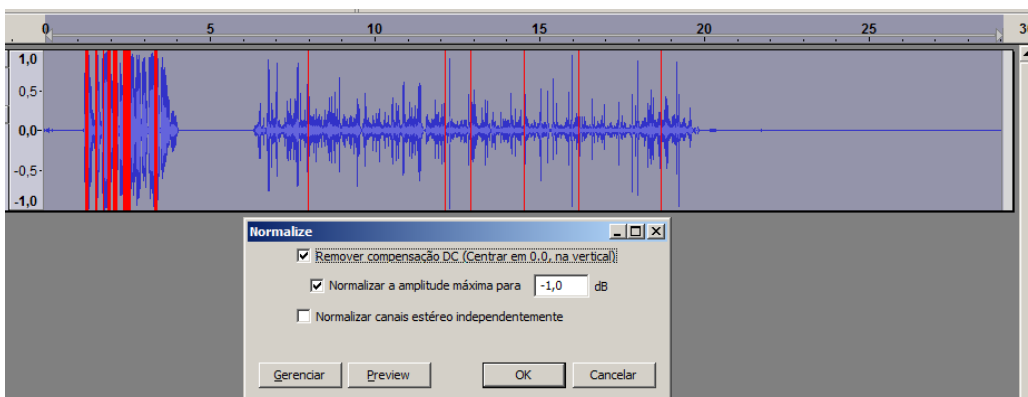 0 5 10 15 20 25 3
1,0
0,5-
0,0-
-0,5-
-1,0
Normalize
Remover compensação DC (Centrar em 0.0, na vertical)
Normalizar a amplitude máxima para -1,0 dB
Normalizar canais estéreo independentemente
Gerenciar Preview OK Cancelar